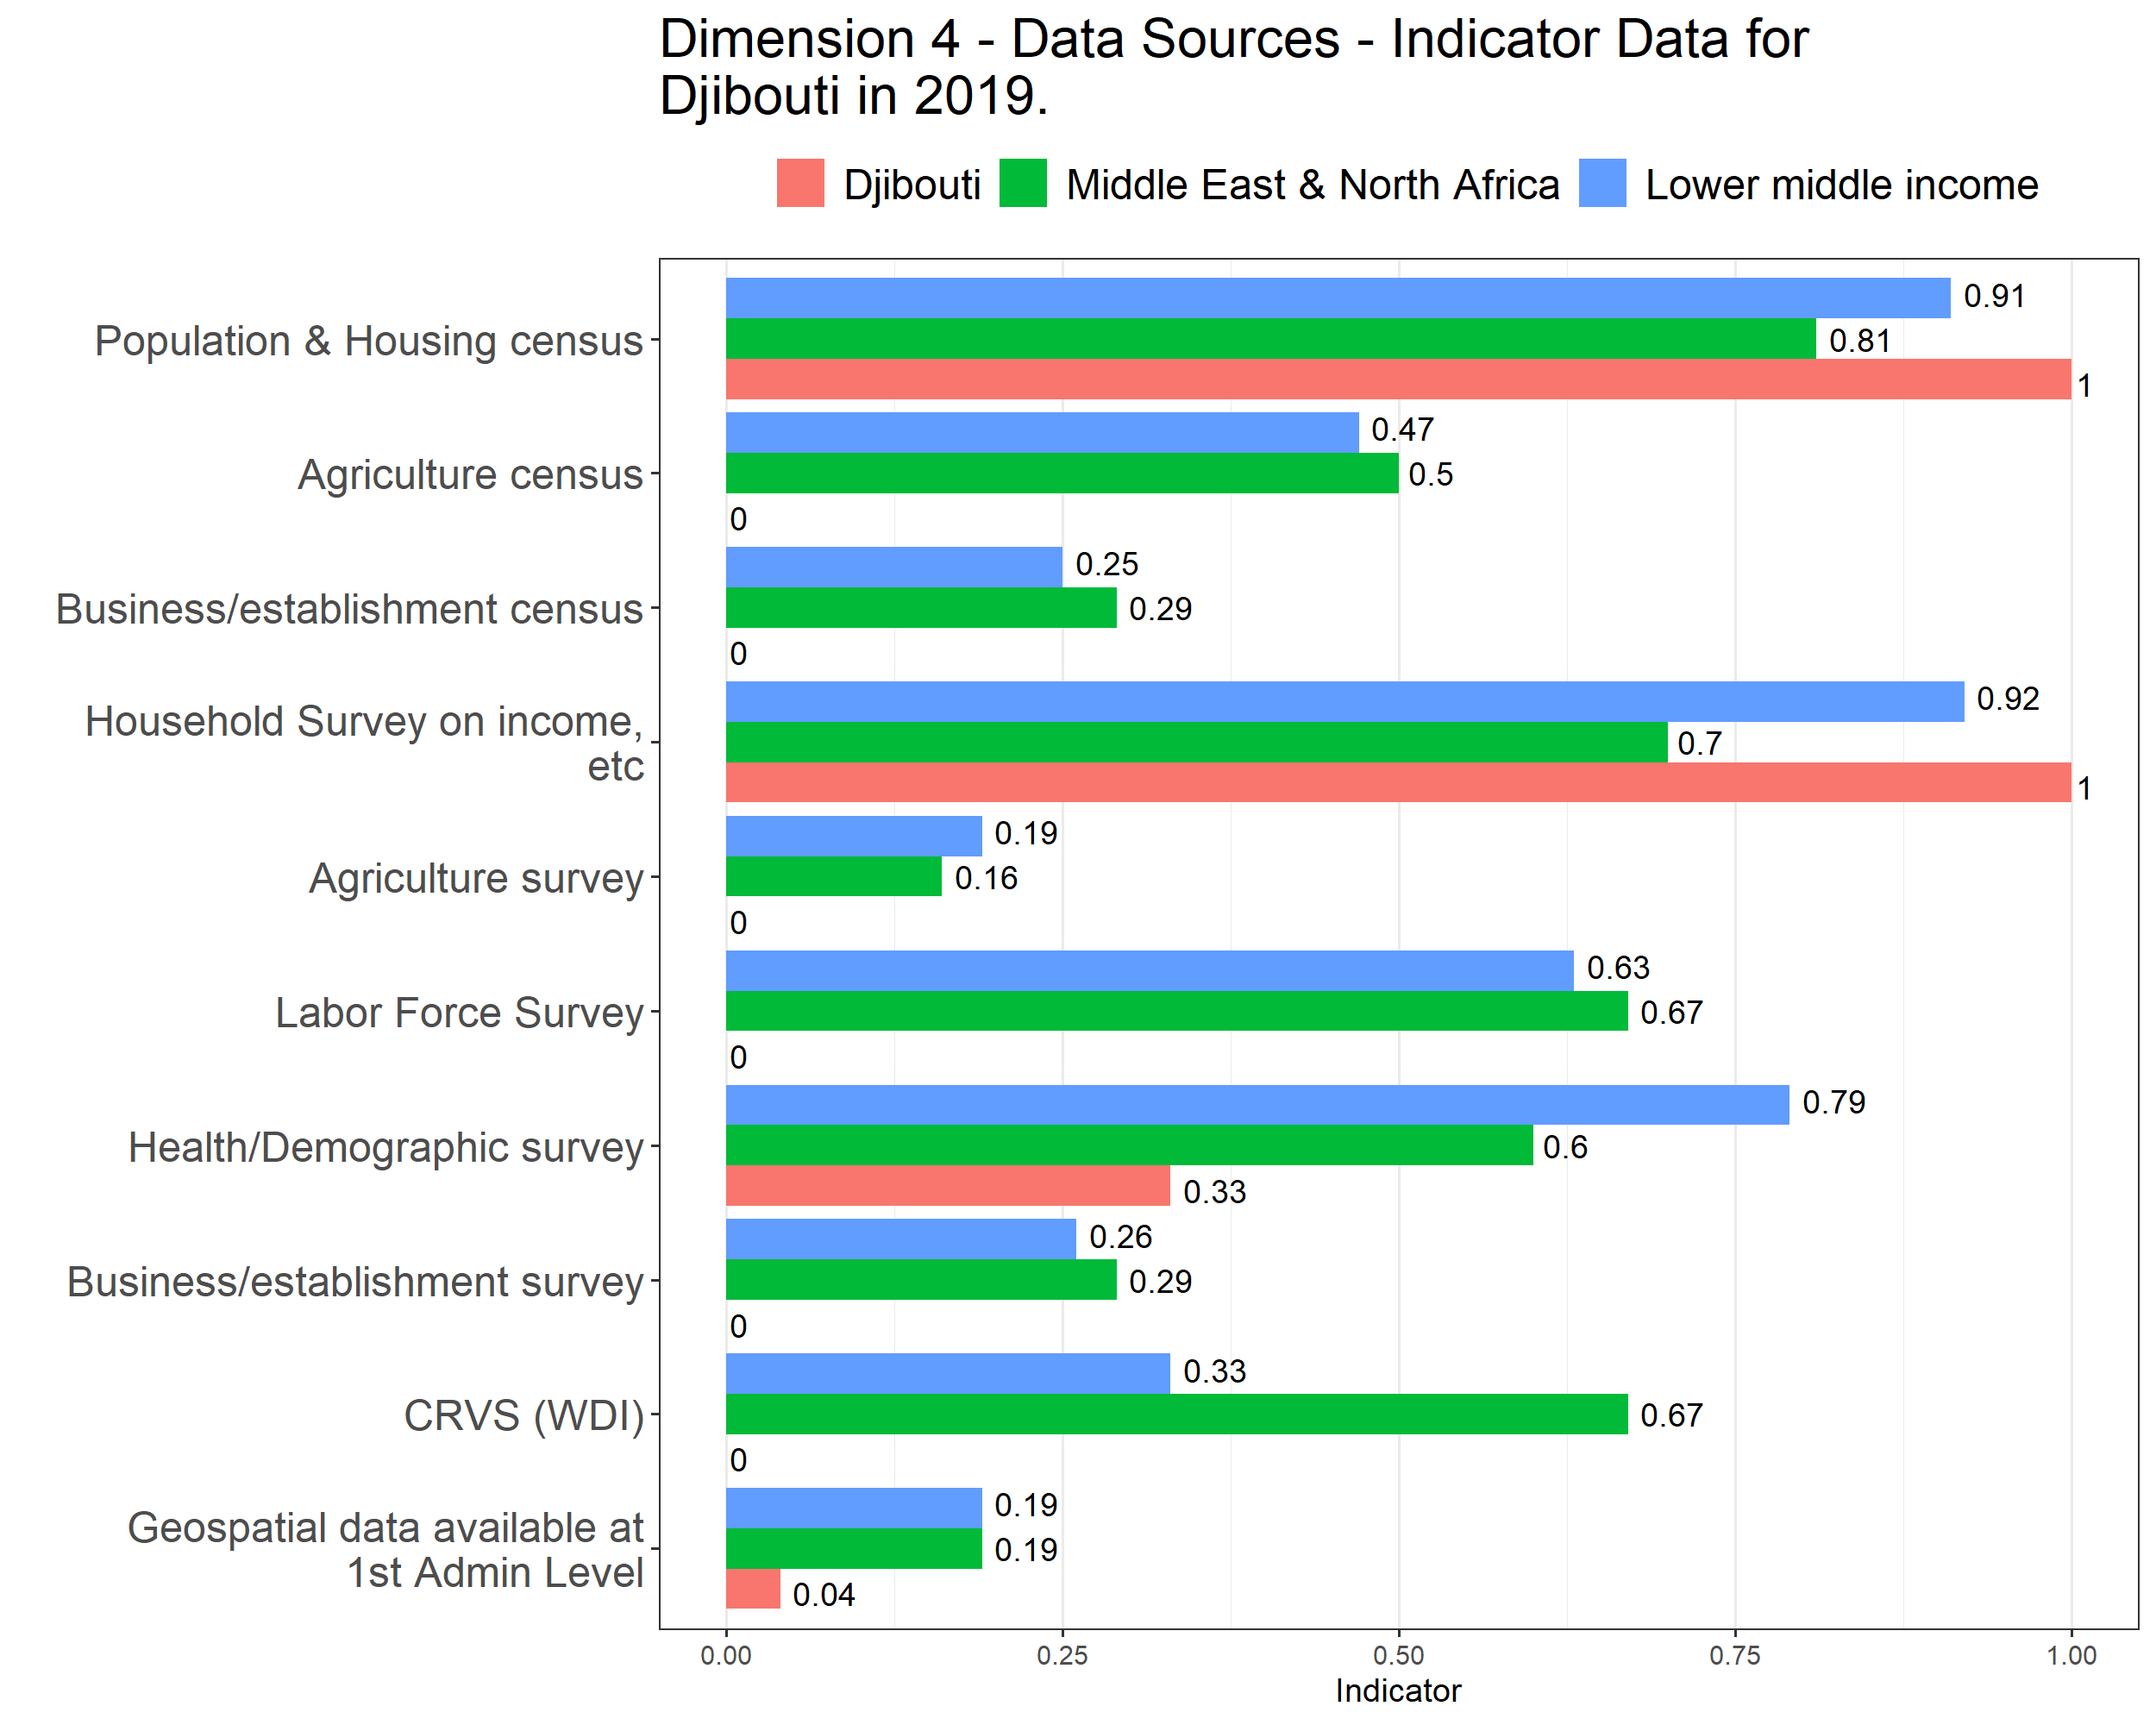 Dimension 4 - Data Sources - Indicator Data for
Djibouti in 2019.
Djibouti Middle East & North Africa Lower middle income
Population & Housing census
0.91
0.81
1
Agriculture census
0.47
0.5
0
Business/establishment census
0.25
0.29
0
Household Survey on income,
etc
0.92
0.7
1
Agriculture survey
0.19
0.16
0
Labor Force Survey
0.63
0.67
0
Health/Demographic survey
0.79
0.6
0.33
Business/establishment survey
0.26
0.29
0
CRVS (WDI)
0.33
0.67
0
Geospatial data available at
1st Admin Level
0.19
0.19
0.04
0.00 0.25 0.50 0.75 1.00
Indicator